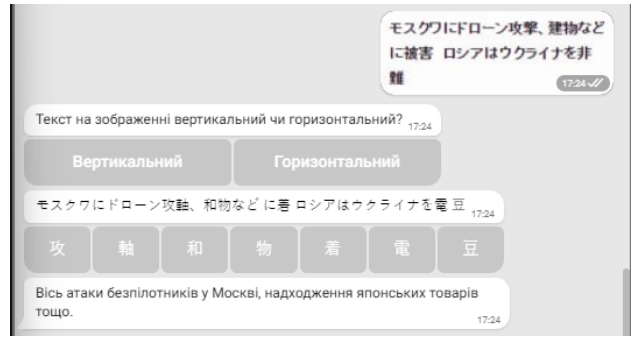 モスクワにドローン攻撃、建物など
に被害 ロシアはウクライナを非
難
17:24
Текст на зображенні вертикальний чи горизонтальний? 17:24
Вертикальний Горизонтальний
モスクワにドローン攻軸、和物など に着 ロシアはウクライナを電 豆 17:24
攻 軸 和 物 着 電 豆
Вісь атаки безпілотників у Москві, надходження японських товарів
тощо.
17:24